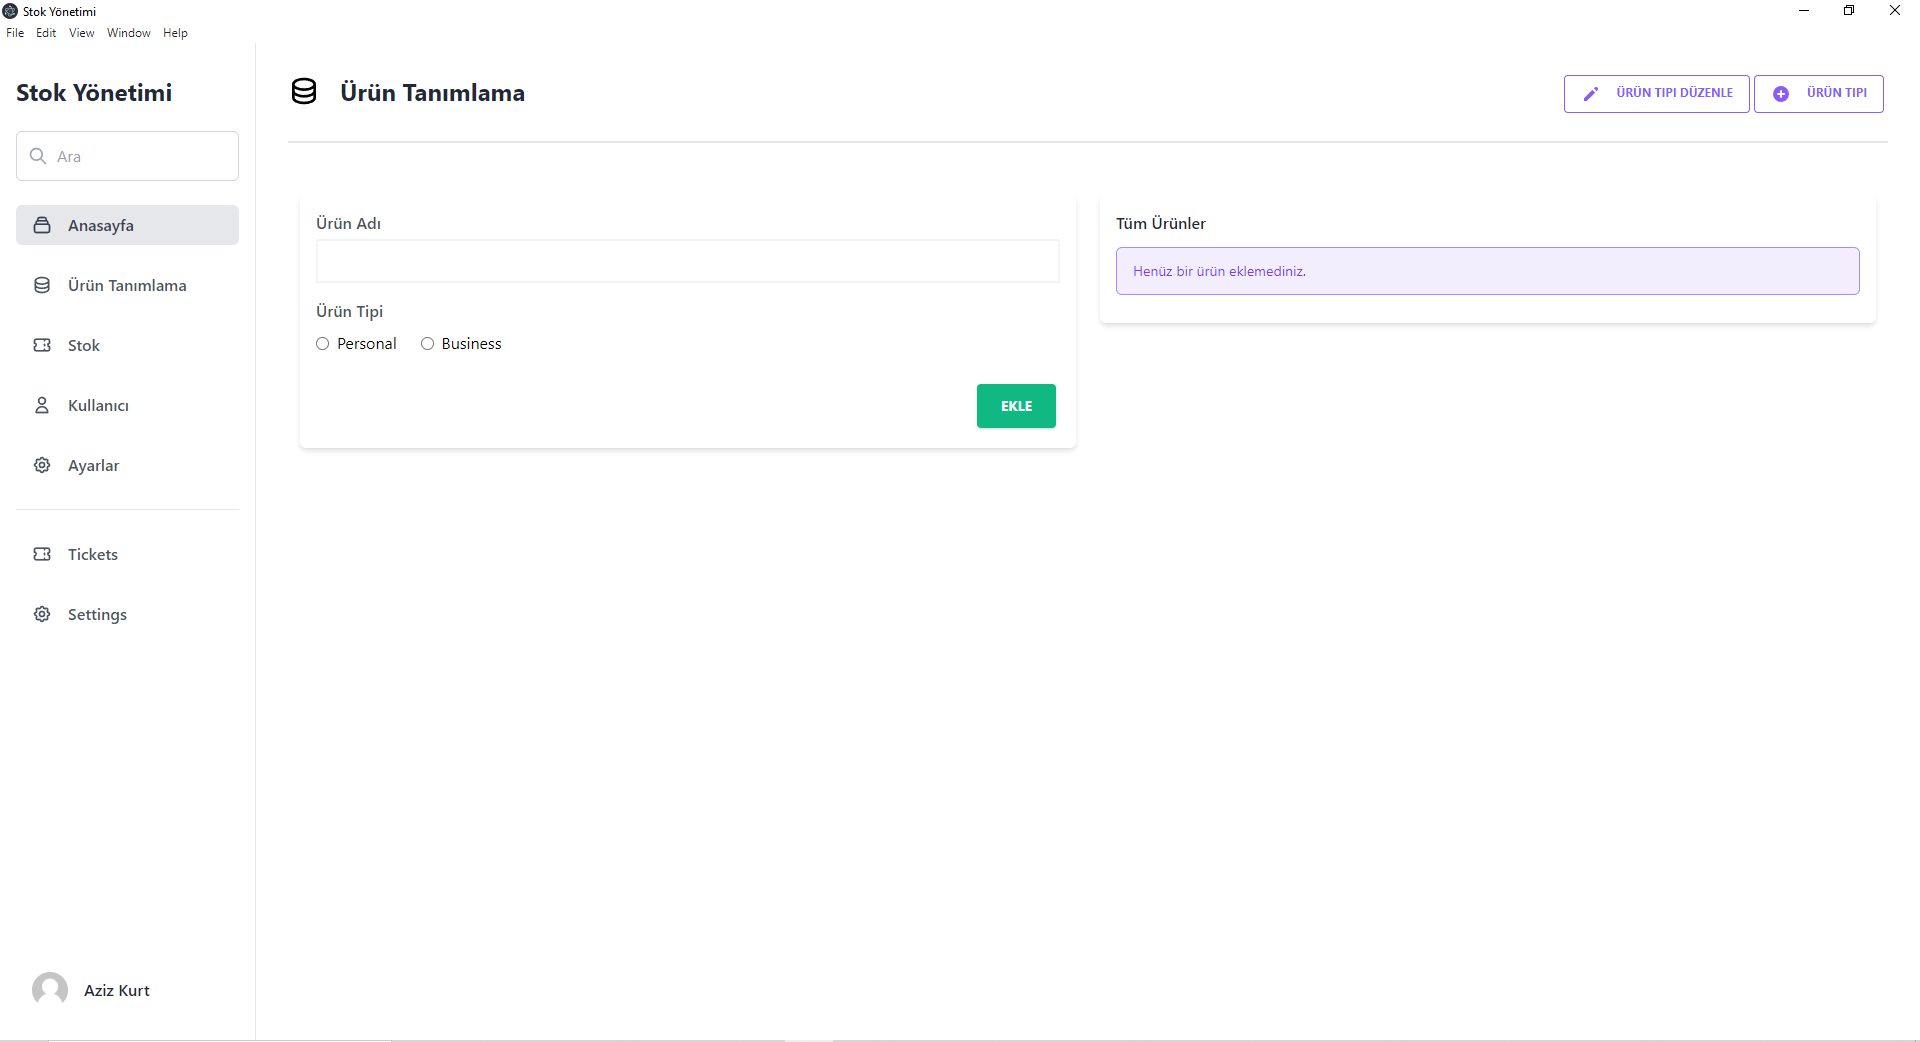 Stok Yönetimi
File Edit View Window Help
Stok Yönetimi
Ara
Anasayfa
Ürün Tanımlama
Stok
Kullanıcı
Ayarlar
Tickets
Settings
Aziz Kurt
Ürün Tanımlama
ÜRÜN TIPI DÜZENLE
ÜRÜN TIPI
Ürün Adı
Ürün Tipi
Personal Business
EKLE
Tüm Ürünler
Henüz bir ürün eklemediniz.